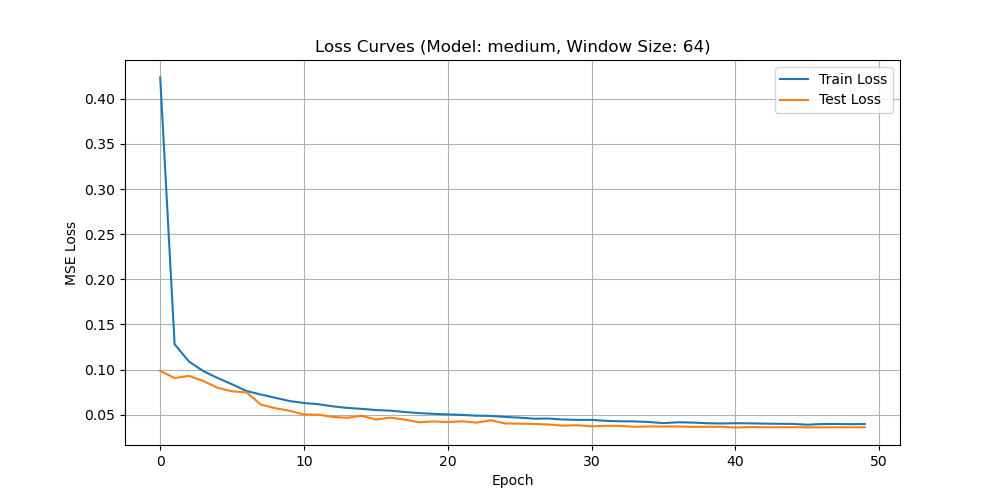 Loss Curves (Model: medium, Window Size: 64)
Train Loss
Test Loss
MSE Loss
0.40
0.35
0.30
0.25
0.20
0.15
0.10
0.05
0 10 20 30 40 50
Epoch